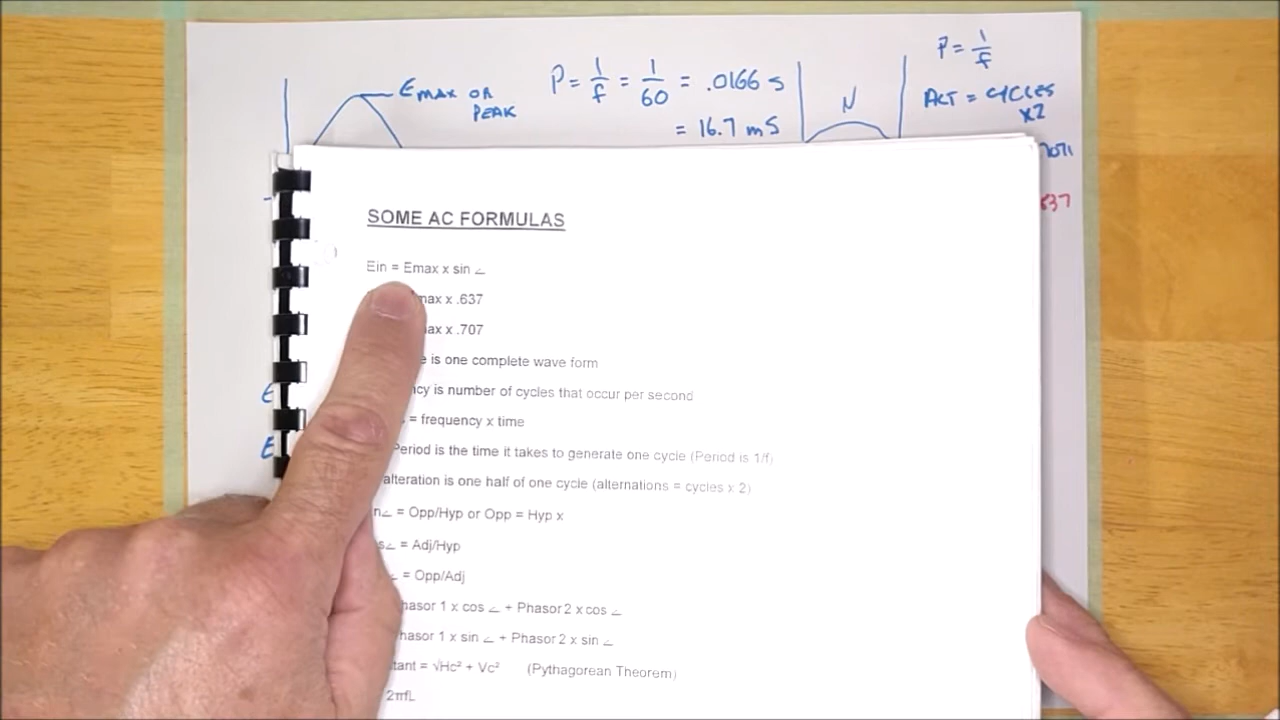 EMAX OR
PEAK
P = 1/f = 1/60 = .0166 s
= 16.7 mS
N
P = 1/f
ALT = CYCLES
x2
SOME AC FORMULAS
Ein = Emax x sin ∠
max x .637
ax x .707
e is one complete wave form
ncy is number of cycles that occur per second
= frequency x time
Period is the time it takes to generate one cycle (Period is 1/f)
alteration is one half of one cycle (alternations = cycles x 2)
n∠ = Opp/Hyp or Opp = Hyp x
s∠ = Adj/Hyp
∠ = Opp/Adj
hasor 1 x cos ∠ + Phasor 2 x cos ∠
hasor 1 x sin ∠ + Phasor 2 x sin ∠
tant = √Hc² + Vc² (Pythagorean Theorem)
2πfL
E
E